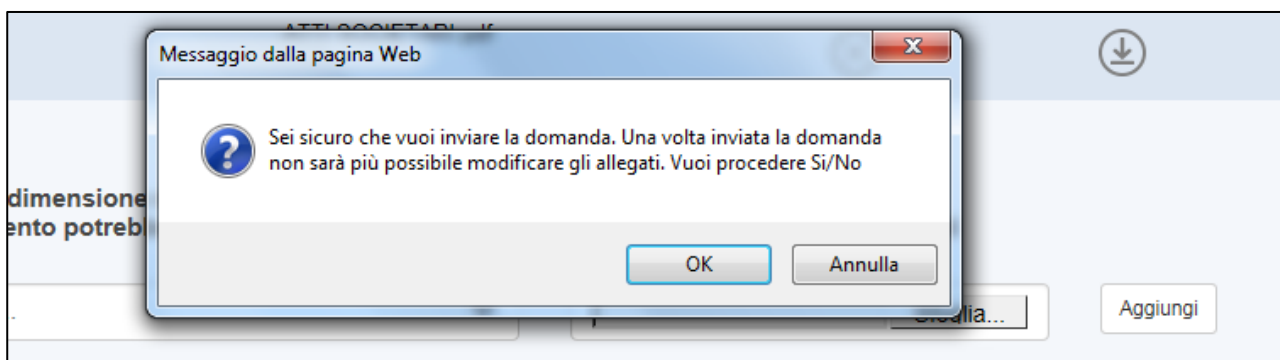 Messaggio dalla pagina Web
Sei sicuro che vuoi inviare la domanda. Una volta inviata la domanda
non sarà più possibile modificare gli allegati. Vuoi procedere Si/No
dimensione
ento potrebb
OK
Annulla
Aggiungi